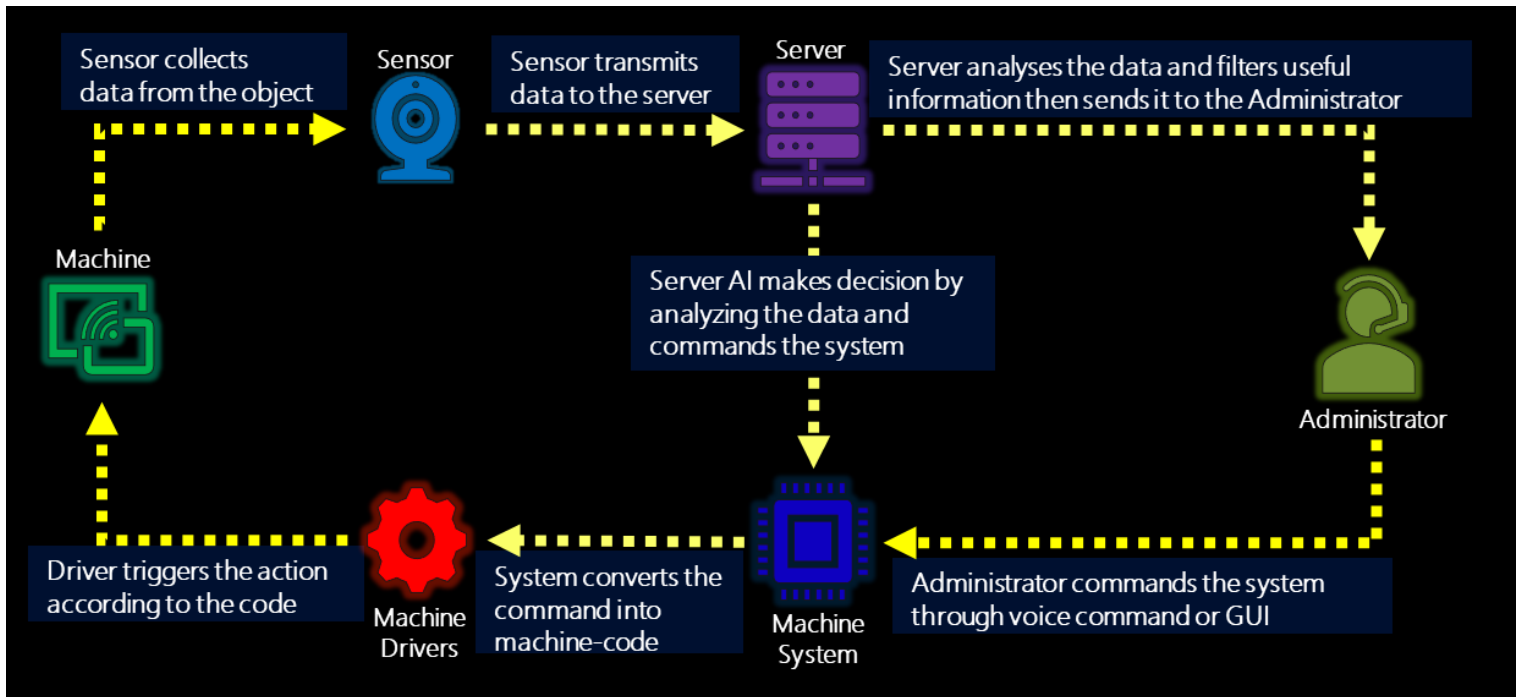 Sensor collects
data from the object
Sensor
Sensor transmits
data to the server
Server
Server analyses the data and filters useful
information then sends it to the Administrator
Machine
Server AI makes decision by
analyzing the data and
commands the system
Administrator
Driver triggers the action
according to the code
Machine
Drivers
System converts the
command into
machine-code
Machine
System
Administrator commands the system
through voice command or GUI